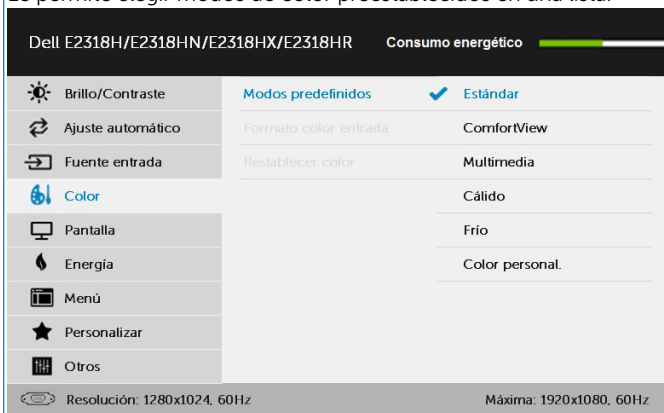 Le permite elegir modos de color preestablecidos en una lista.
Dell E2318H/E2318HN/E2318HX/E2318HR Consumo energético
Brillo/Contraste Modos predefinidos Estándar
Ajuste automático Formato color entrada ComfortView
Fuente entrada Restablecer color Multimedia
Color Cálido
Pantalla Frío
Energía Color personal.
Menú
Personalizar
Otros
Resolución: 1280x1024, 60Hz Máxima: 1920x1080, 60Hz